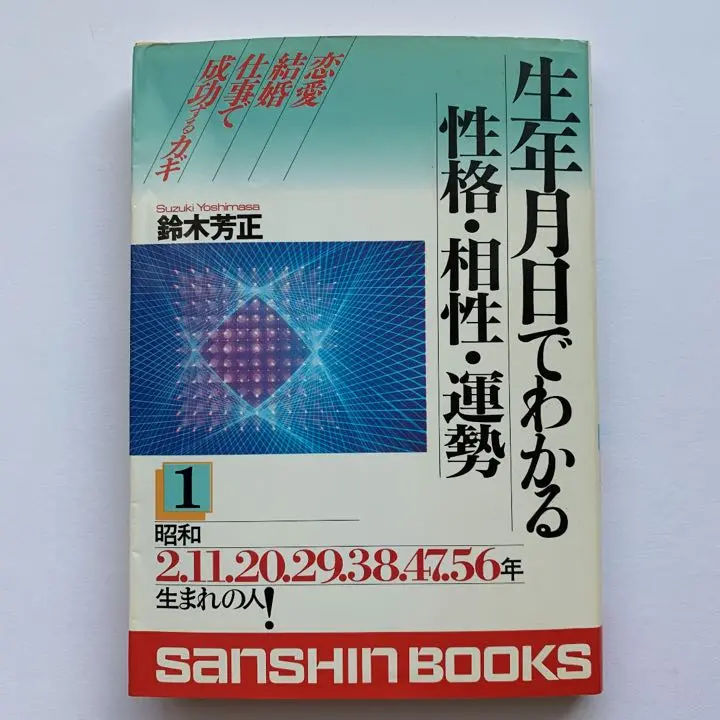 生年月日でわかる
性格・相性・運勢
恋愛
結婚
仕事で
成功するカギ
Suzuki Yoshimasa
鈴木芳正
1
昭和
2.11.20.29.38.47.56年
生まれの人!
SANSHIN BOOKS